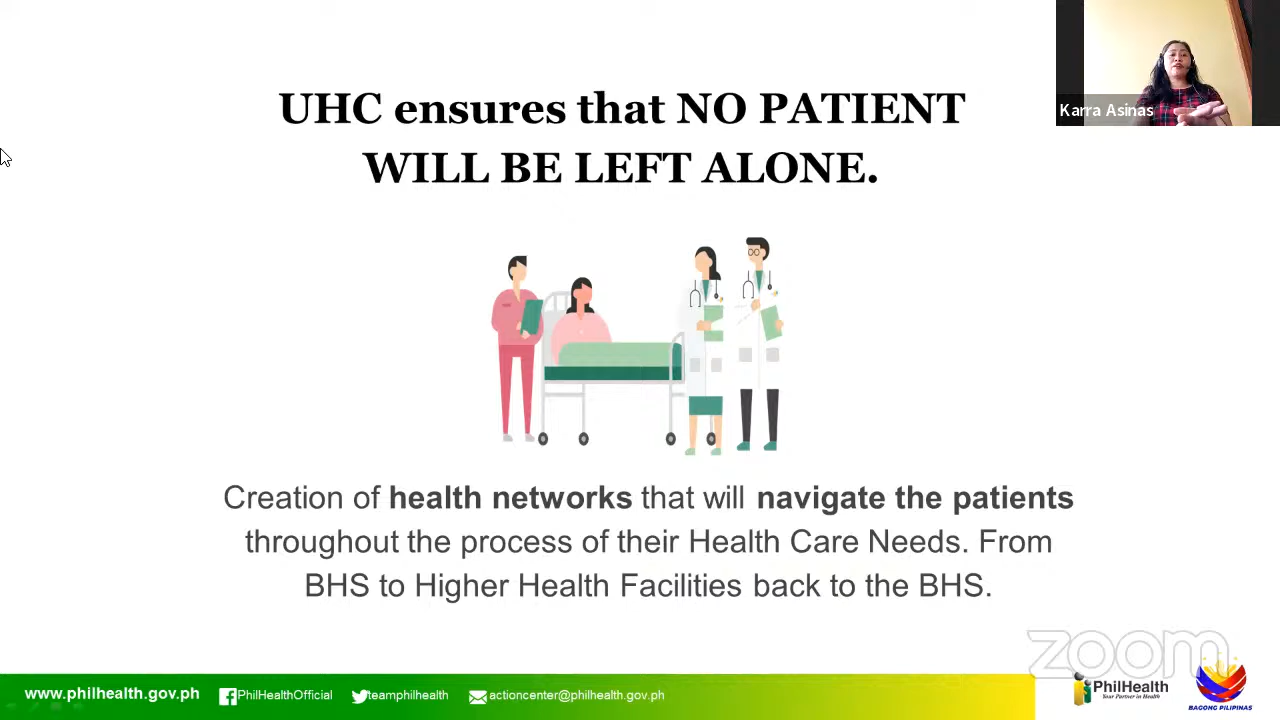 UHC ensures that NO PATIENT
WILL BE LEFT ALONE.
Karra Asinas
Creation of health networks that will navigate the patients
throughout the process of their Health Care Needs. From
BHS to Higher Health Facilities back to the BHS.
zoom
www.philhealth.gov.ph
PhilHealthOfficial
teamphilhealth
actioncenter@philhealth.gov.ph
PhilHealth
Your Partner in Health
BAGONG PILIPINAS